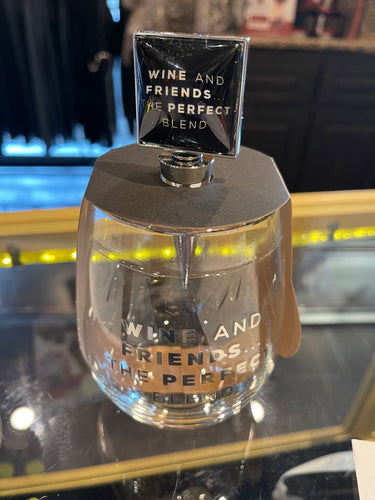 WINE AND
FRIENDS...
THE PERFECT
BLEND
WINE AND
FRIENDS...
THE PERFECT
BLEND